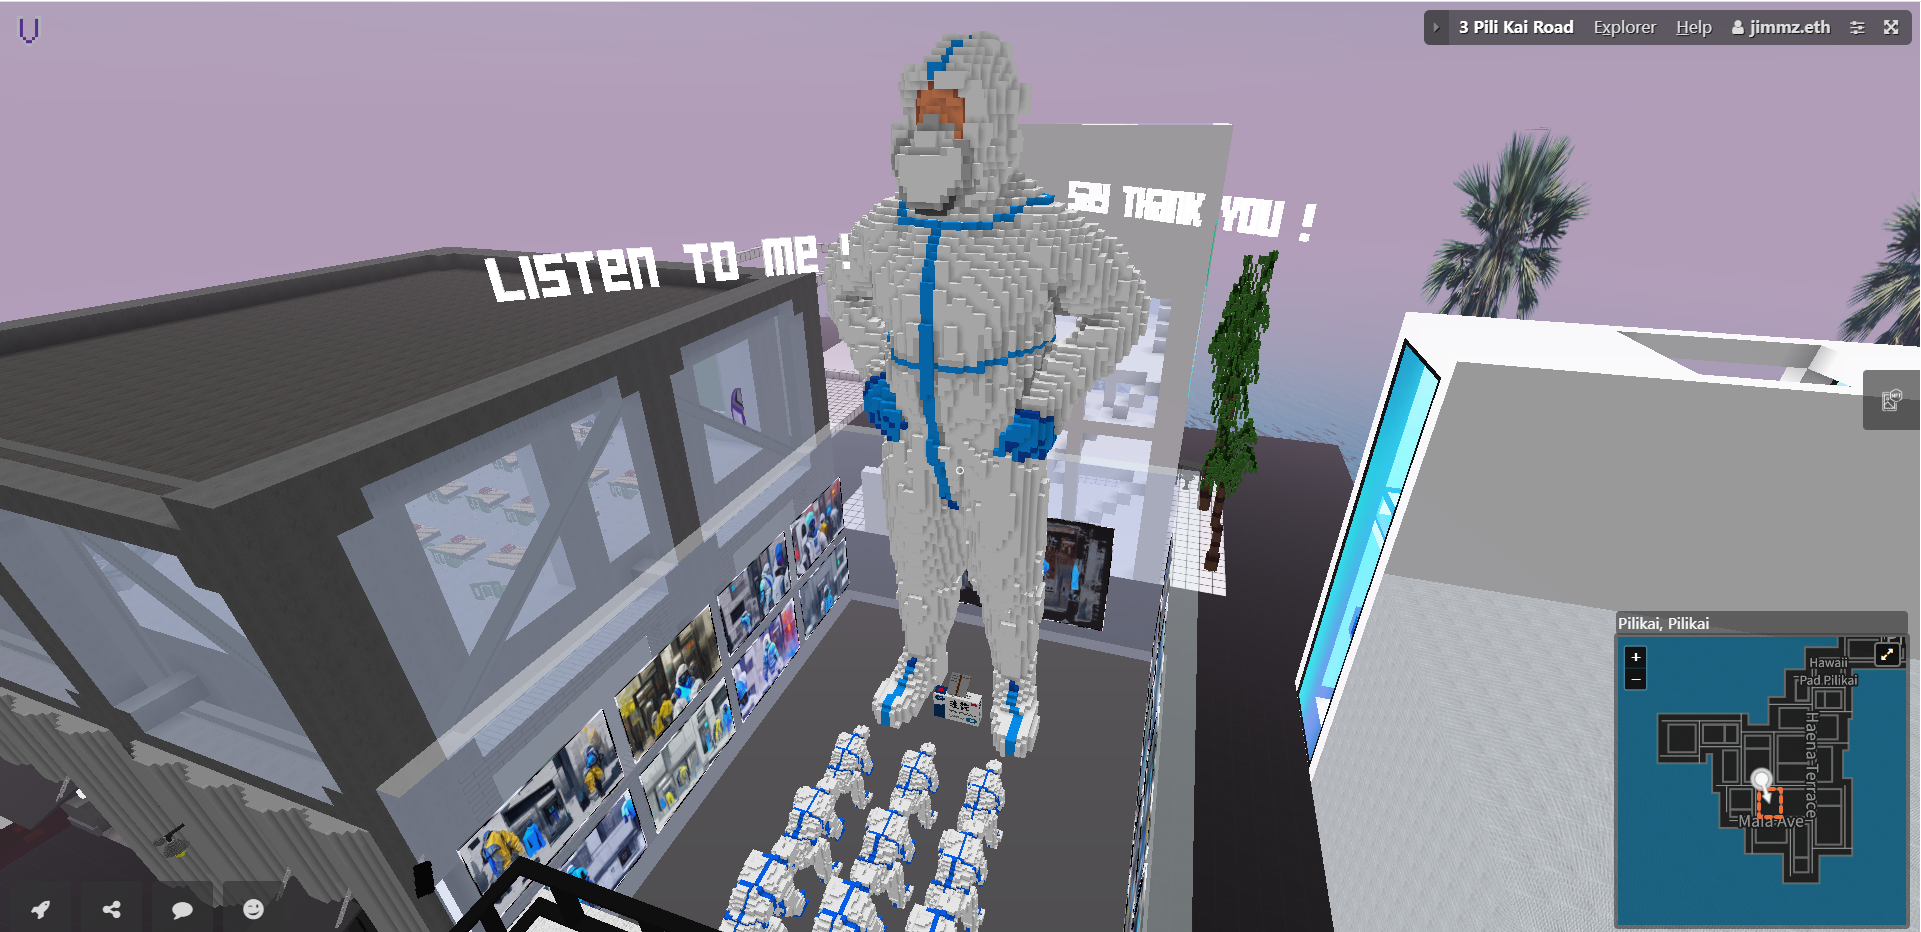 3 Pili Kai Road Explorer Help jimmz.eth
SAY THANK YOU !
LISTEN TO ME !
Pilikai, Pilikai
+
−
Hawaii
Pad Pilikai
Haena Terrace
Mala Ave